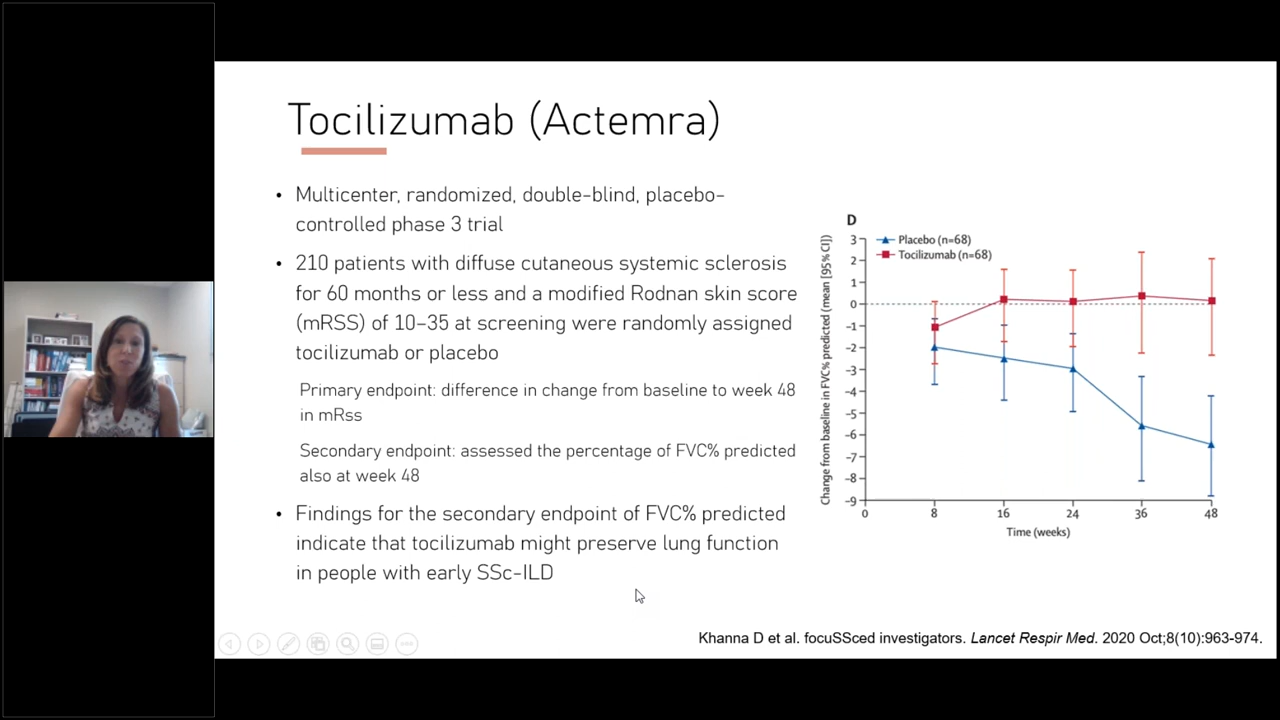 Tocilizumab (Actemra)
• Multicenter, randomized, double-blind, placebo-
controlled phase 3 trial
• 210 patients with diffuse cutaneous systemic sclerosis
for 60 months or less and a modified Rodnan skin score
(mRSS) of 10-35 at screening were randomly assigned
tocilizumab or placebo
Primary endpoint: difference in change from baseline to week 48
in mRss
Secondary endpoint: assessed the percentage of FVC% predicted
also at week 48
• Findings for the secondary endpoint of FVC% predicted
indicate that tocilizumab might preserve lung function
in people with early SSc-ILD
D
Placebo (n=68)
Tocilizumab (n=68)
Change from baseline in FVC% predicted (mean [95% CI])
3
2
1
0
-1
-2
-3
-4
-5
-6
-7
-8
-9
0 8 16 24 36 48
Time (weeks)
Khanna D et al. focuSSced investigators. Lancet Respir Med. 2020 Oct;8(10):963-974.